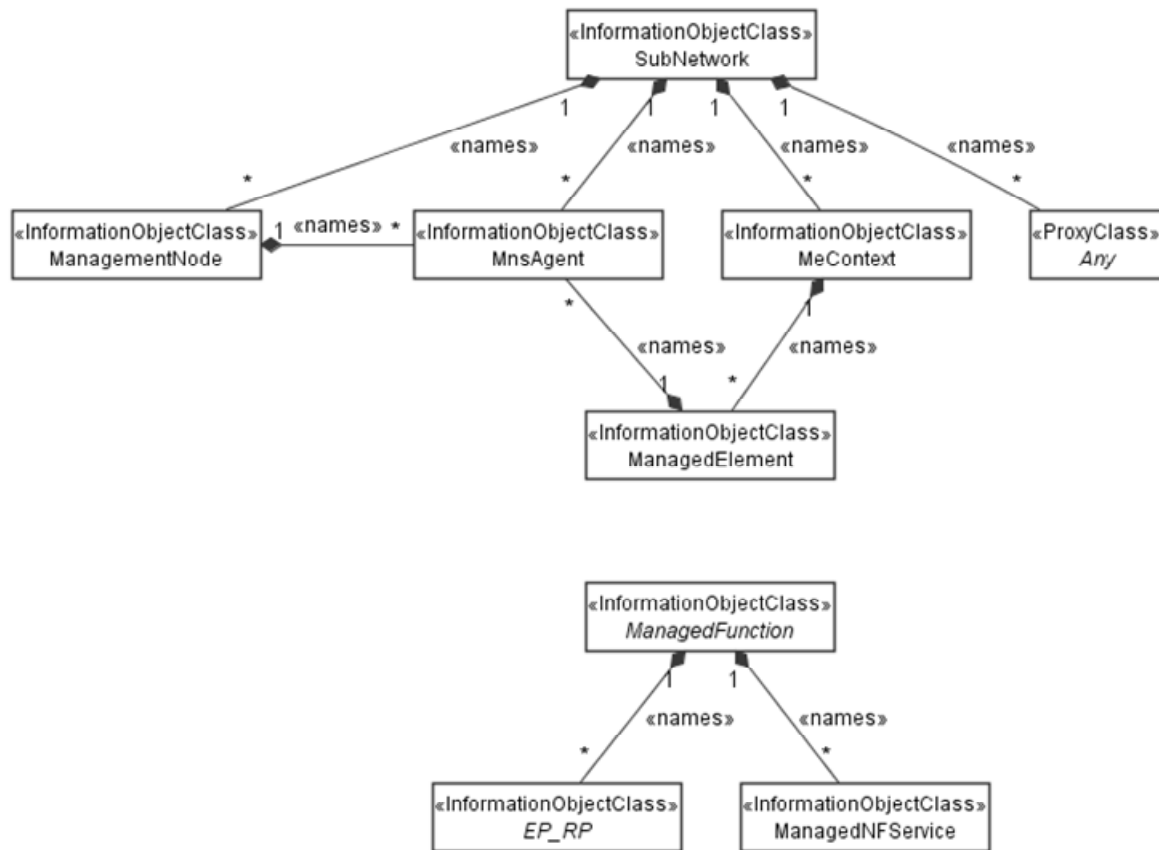 «InformationObjectClass»
SubNetwork
1 1 1 1
«names» «names» «names» «names»
* * * *
«InformationObjectClass»
ManagementNode
1 «names» *
«InformationObjectClass»
MnsAgent
«InformationObjectClass»
MeContext
«ProxyClass»
Any
* 1
«names» «names»
1 *
«InformationObjectClass»
ManagedElement
«InformationObjectClass»
ManagedFunction
1 1
«names» «names»
* *
«InformationObjectClass»
EP_RP
«InformationObjectClass»
ManagedNFService